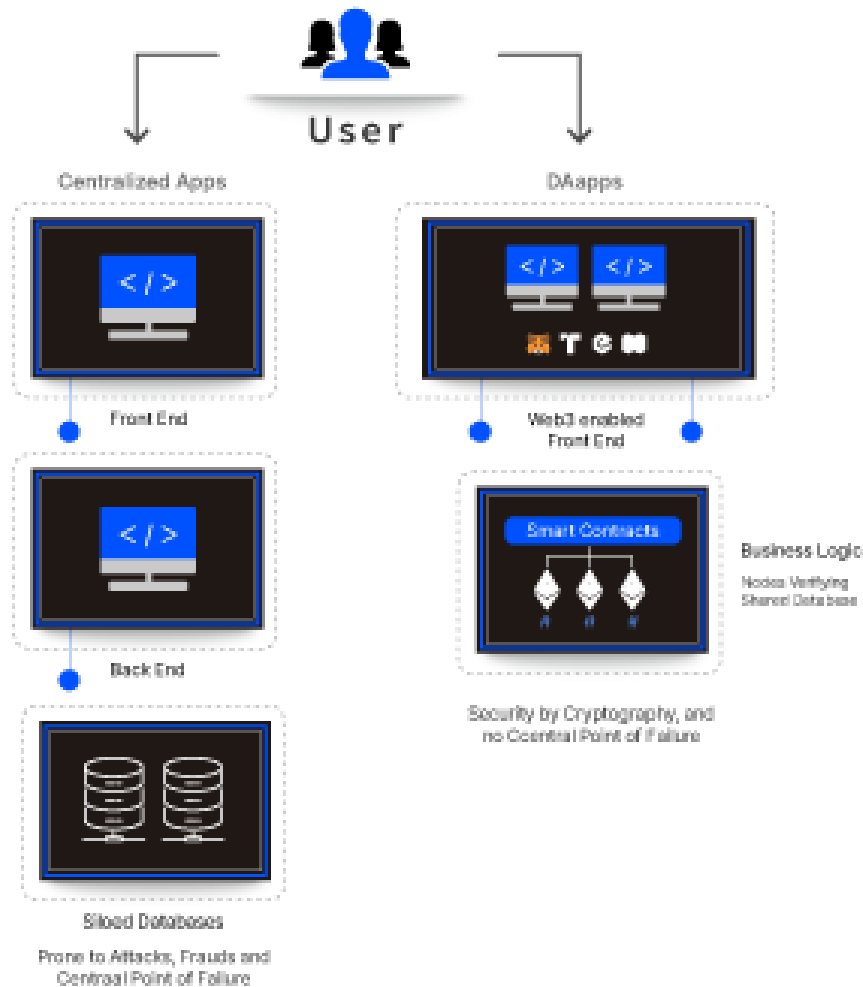 User
Centralized Apps
</>
Front End
</>
Back End
Siloed Databases
Prone to Attacks, Frauds and
Centraal Point of Failure
DAapps
</> </>
Web3 enabled
Front End
Smart Contracts
Business Logic
Nodes Verifying
Shared Database
Security by Cryptography, and
no Ccentral Point of Failure